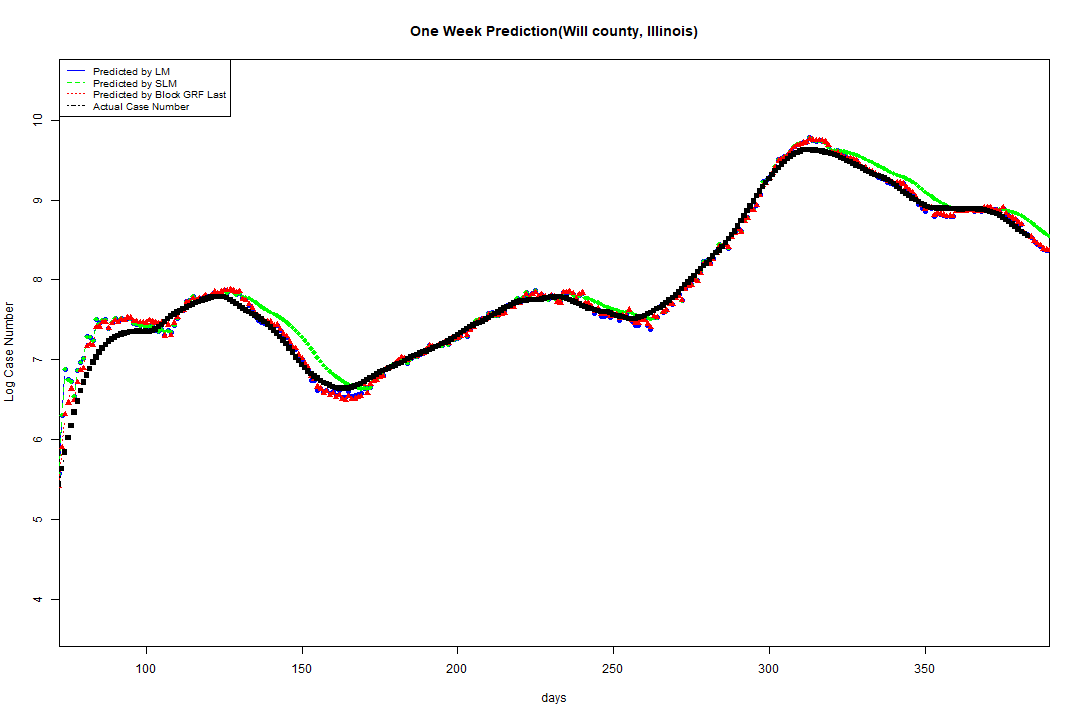 One Week Prediction(Will county, Illinois)
Predicted by LM
Predicted by SLM
Predicted by Block GRF Last
Actual Case Number
Log Case Number
10
9
8
7
6
5
4
100 150 200 250 300 350
days